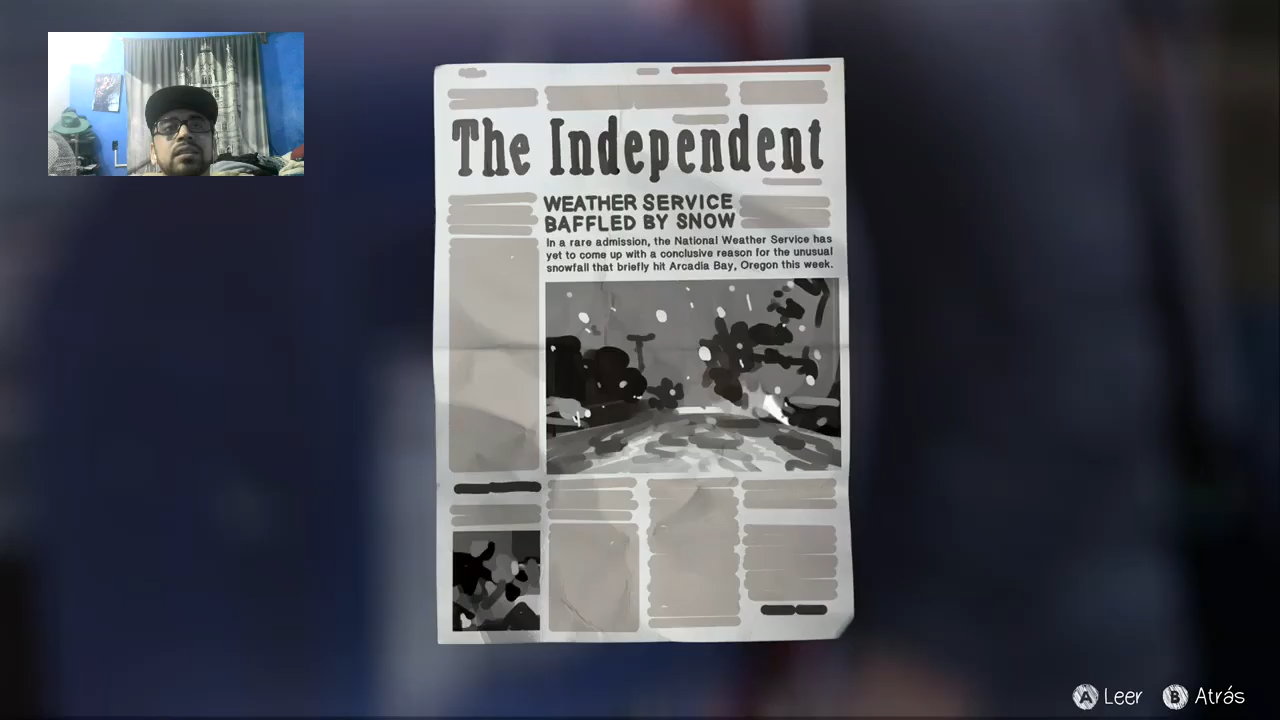 The Independent
WEATHER SERVICE
BAFFLED BY SNOW
In a rare admission, the National Weather Service has
yet to come up with a conclusive reason for the unusual
snowfall that briefly hit Arcadia Bay, Oregon this week.
A Leer B Atrás